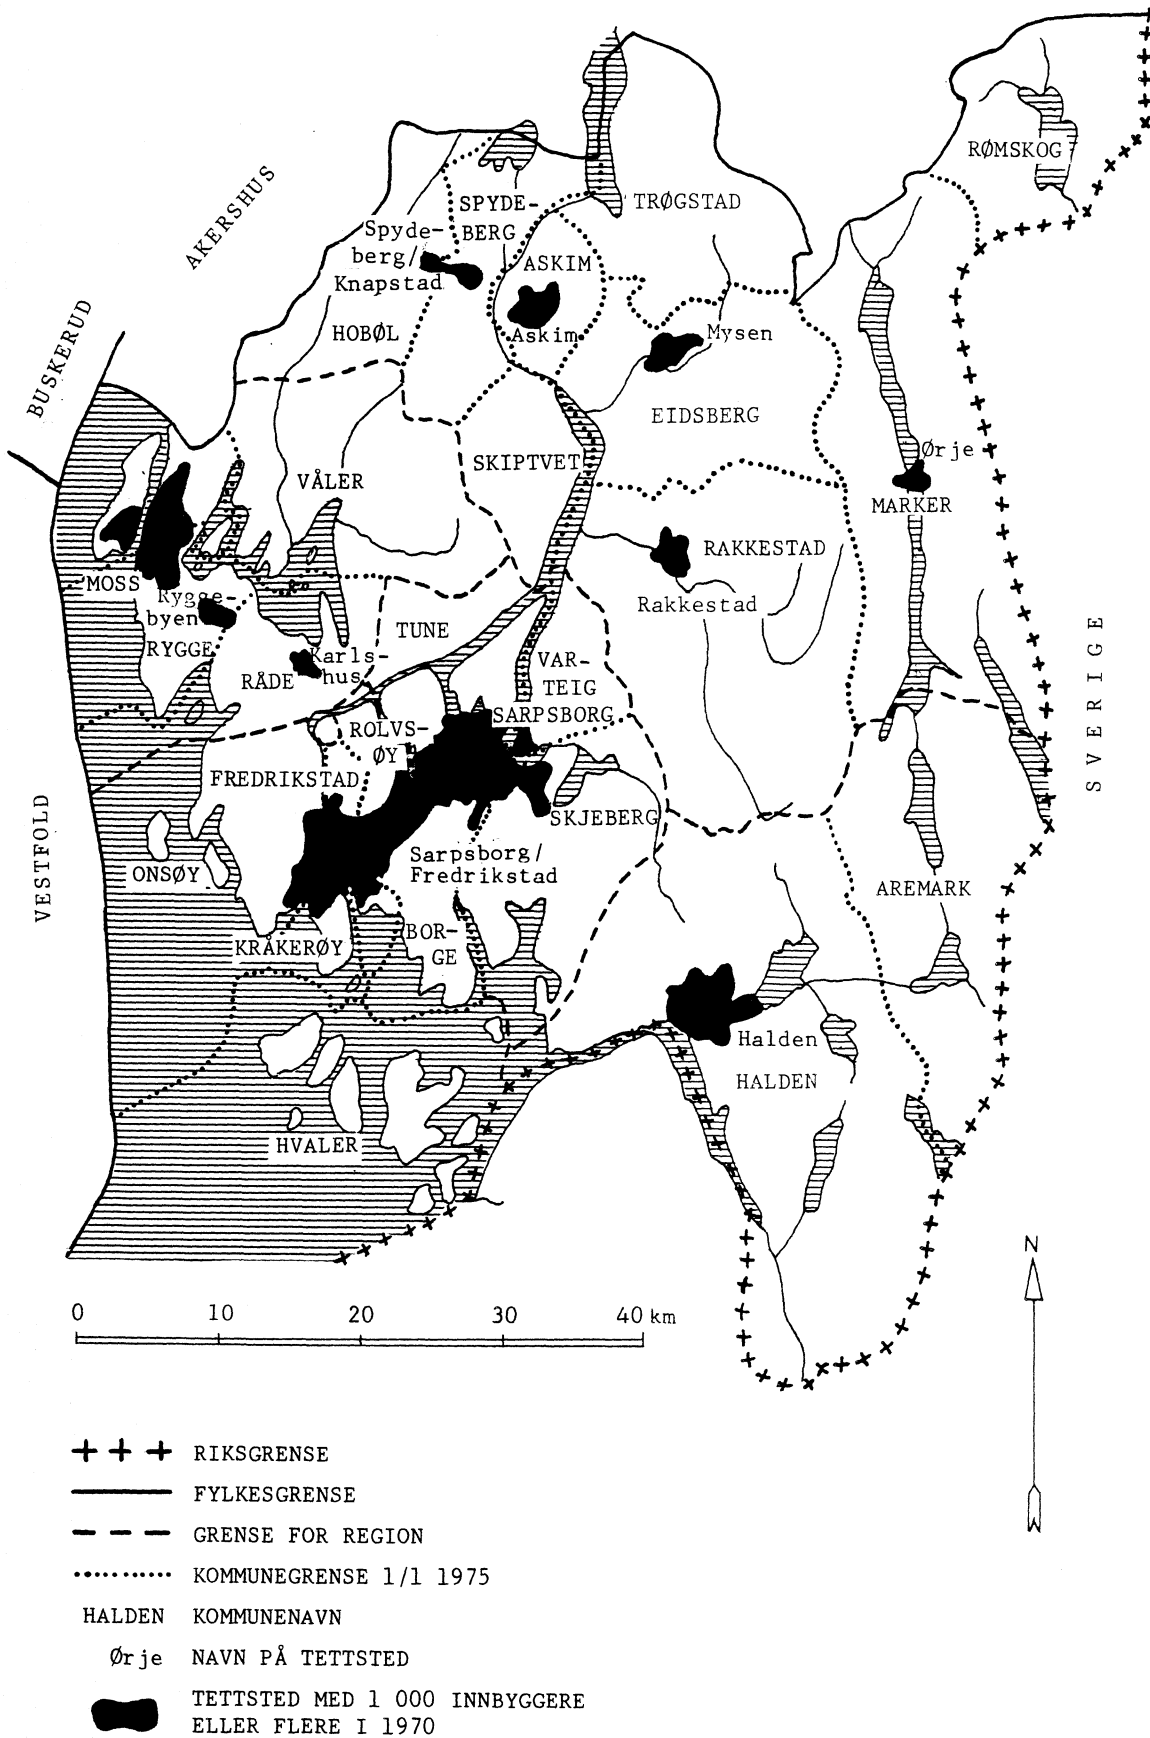 RØMSKOG
AKERSHUS
TRØGSTAD
SPYDE-
BERG
Spyde-
berg/
Knapstad
ASKIM
Askim
HOBØL
Mysen
BUSKERUD
EIDSBERG
Ørje
SKIPTVET
VÅLER
MARKER
RAKKESTAD
Rakkestad
MOSS
Rygge-
byen
RYGGE
TUNE
SVERIGE
Karls-
hus
RÅDE
VAR-
TEIG
SARPSBORG
ROLVS-
ØY
FREDRIKSTAD
SKJEBERG
VESTFOLD
ONSØY
Sarpsborg/
Fredrikstad
AREMARK
KRÅKERØY
BOR-
GE
Halden
HALDEN
HVALER
N
0 10 20 30 40 km
RIKSGRENSE
FYLKESGRENSE
GRENSE FOR REGION
KOMMUNEGRENSE 1/1 1975
HALDEN KOMMUNENAVN
Ørje NAVN PÅ TETTSTED
TETTSTED MED 1 000 INNBYGGERE
ELLER FLERE I 1970